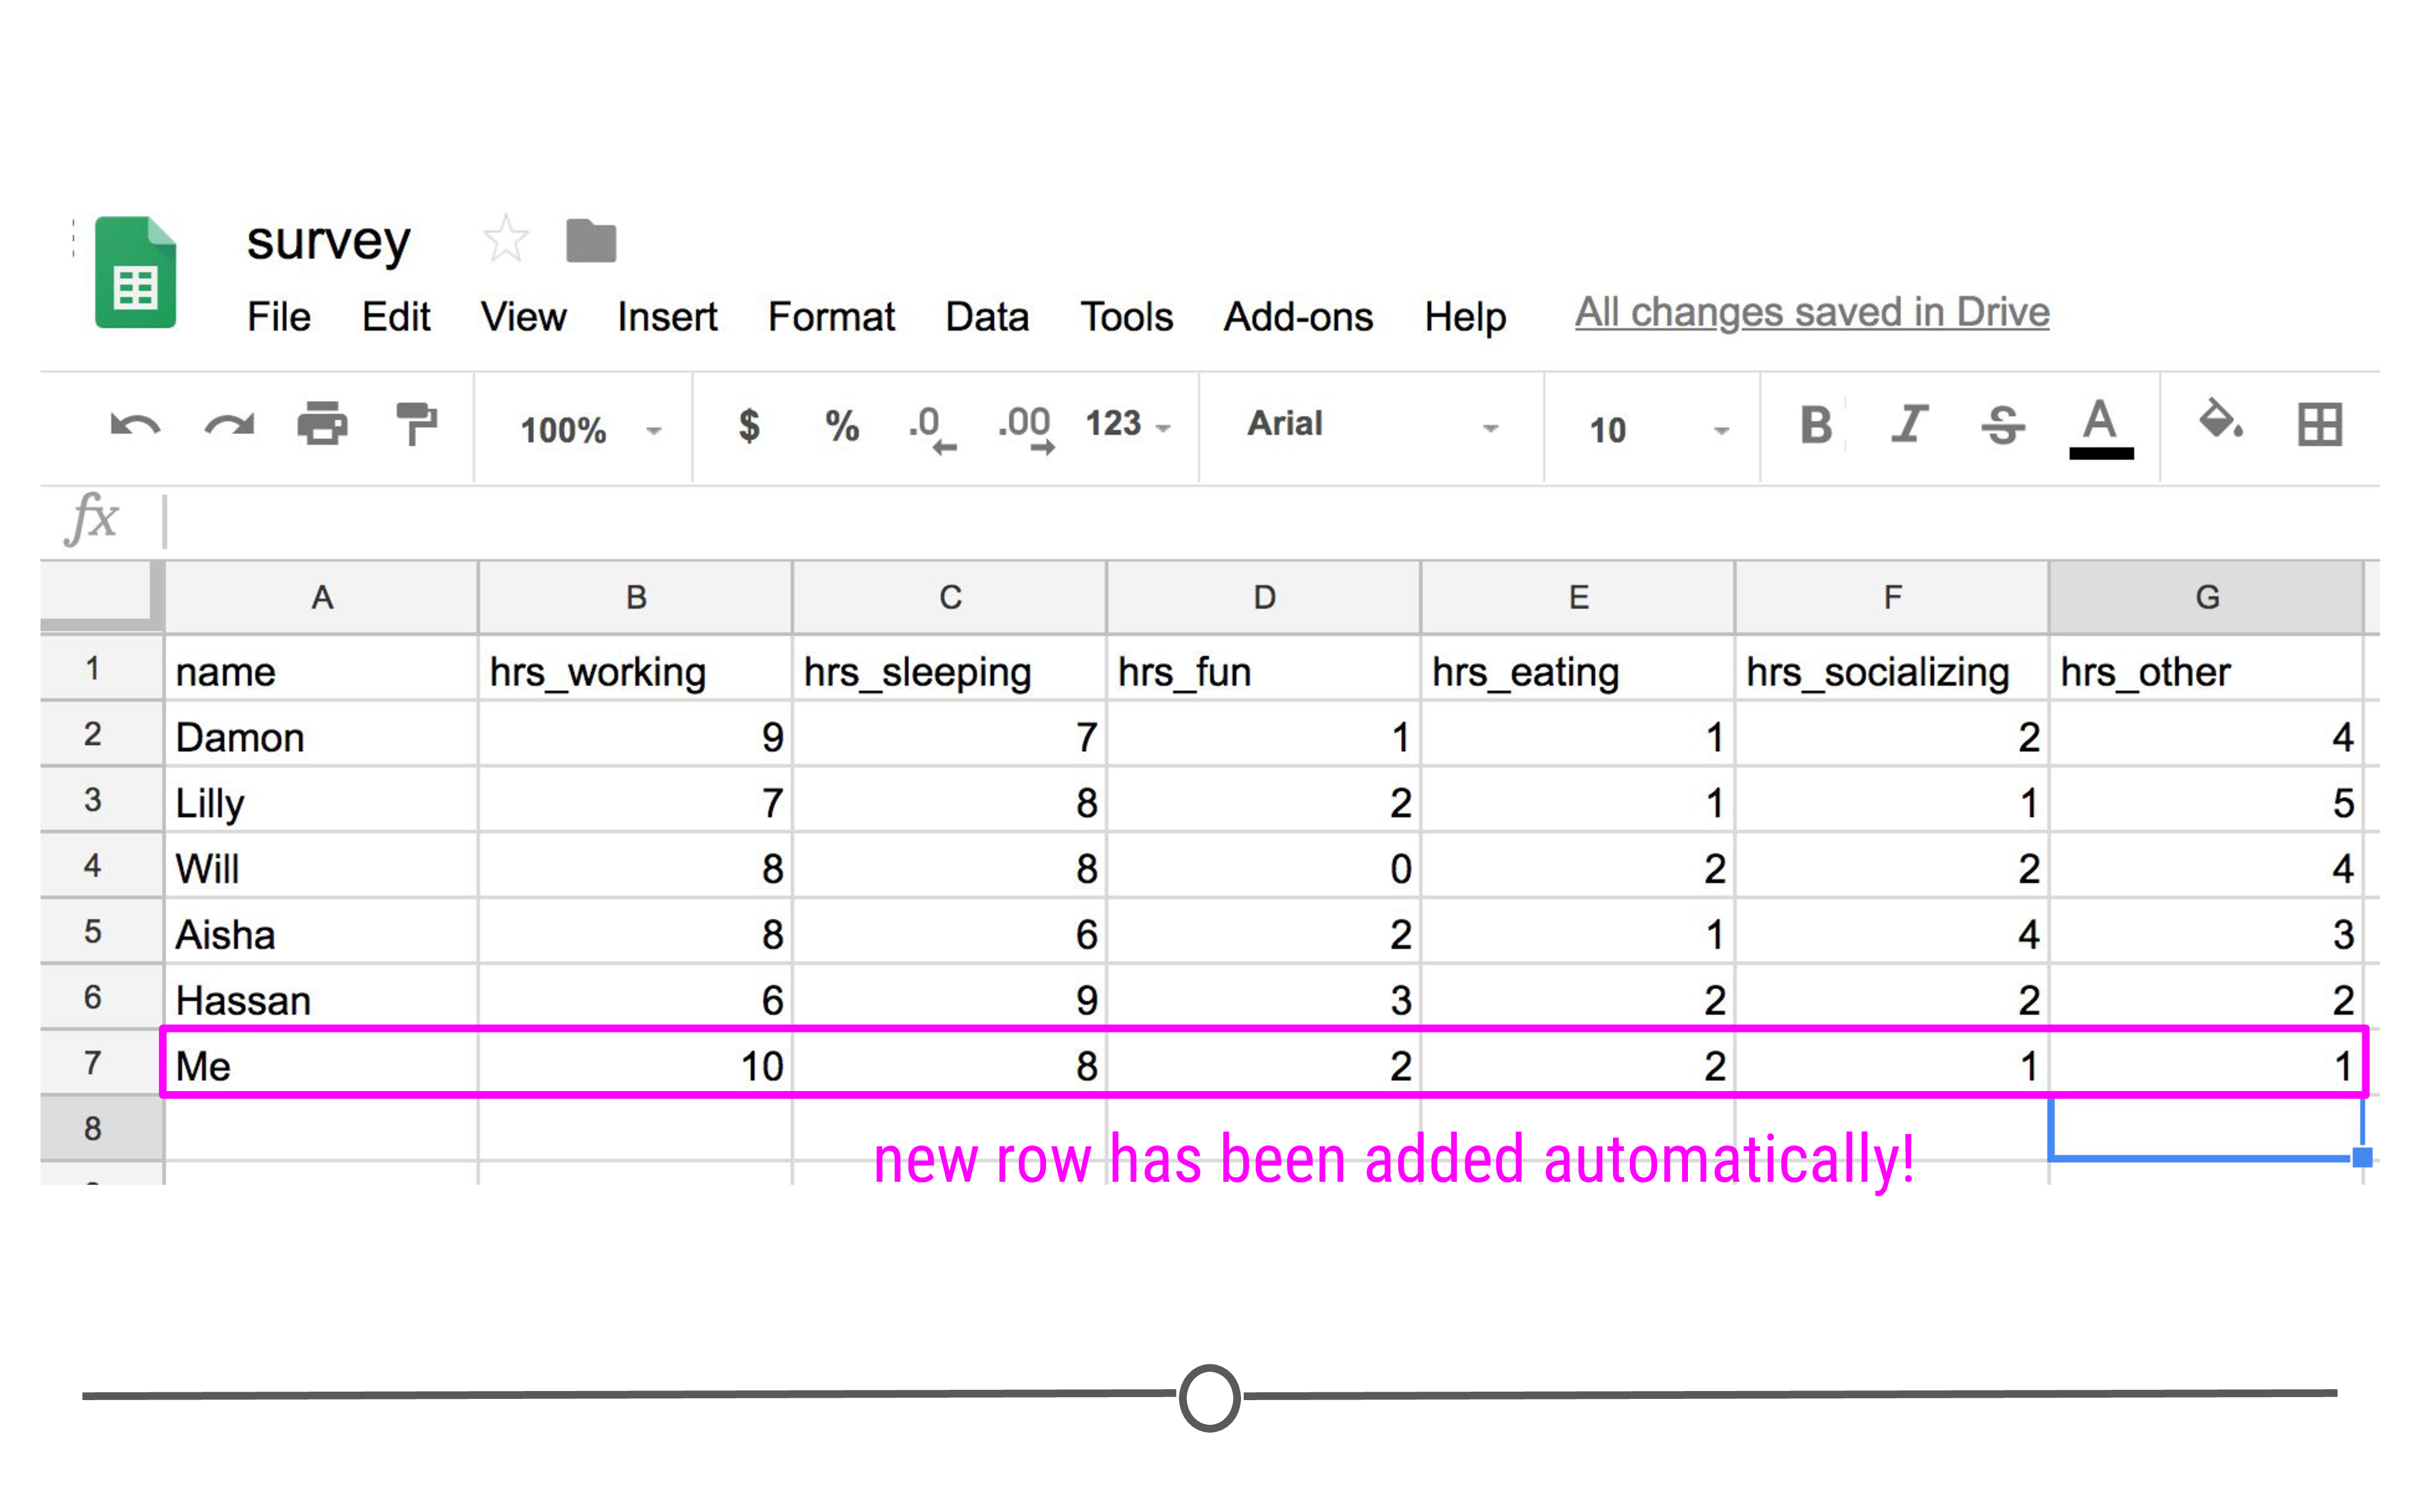 survey
File Edit View Insert Format Data Tools Add-ons Help All changes saved in Drive
100% $ % .0 .00 123 Arial 10 B I S A
fx
A B C D E F G
1 name hrs_working hrs_sleeping hrs_fun hrs_eating hrs_socializing hrs_other
2 Damon 9 7 1 1 2 4
3 Lilly 7 8 2 1 1 5
4 Will 8 8 0 2 2 4
5 Aisha 8 6 2 1 4 3
6 Hassan 6 9 3 2 2 2
7 Me 10 8 2 2 1 1
8
new row has been added automatically!